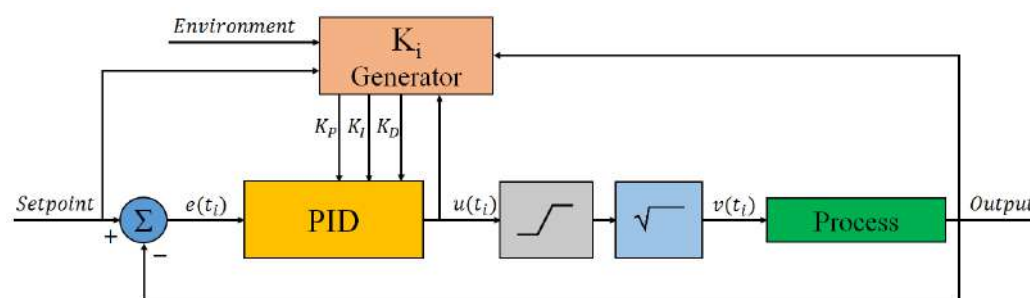 Environment
K_i
Generator
K_P K_I K_D
Setpoint
+
Σ
−
e(t_i)
PID
u(t_i)
√
v(t_i)
Process
Output